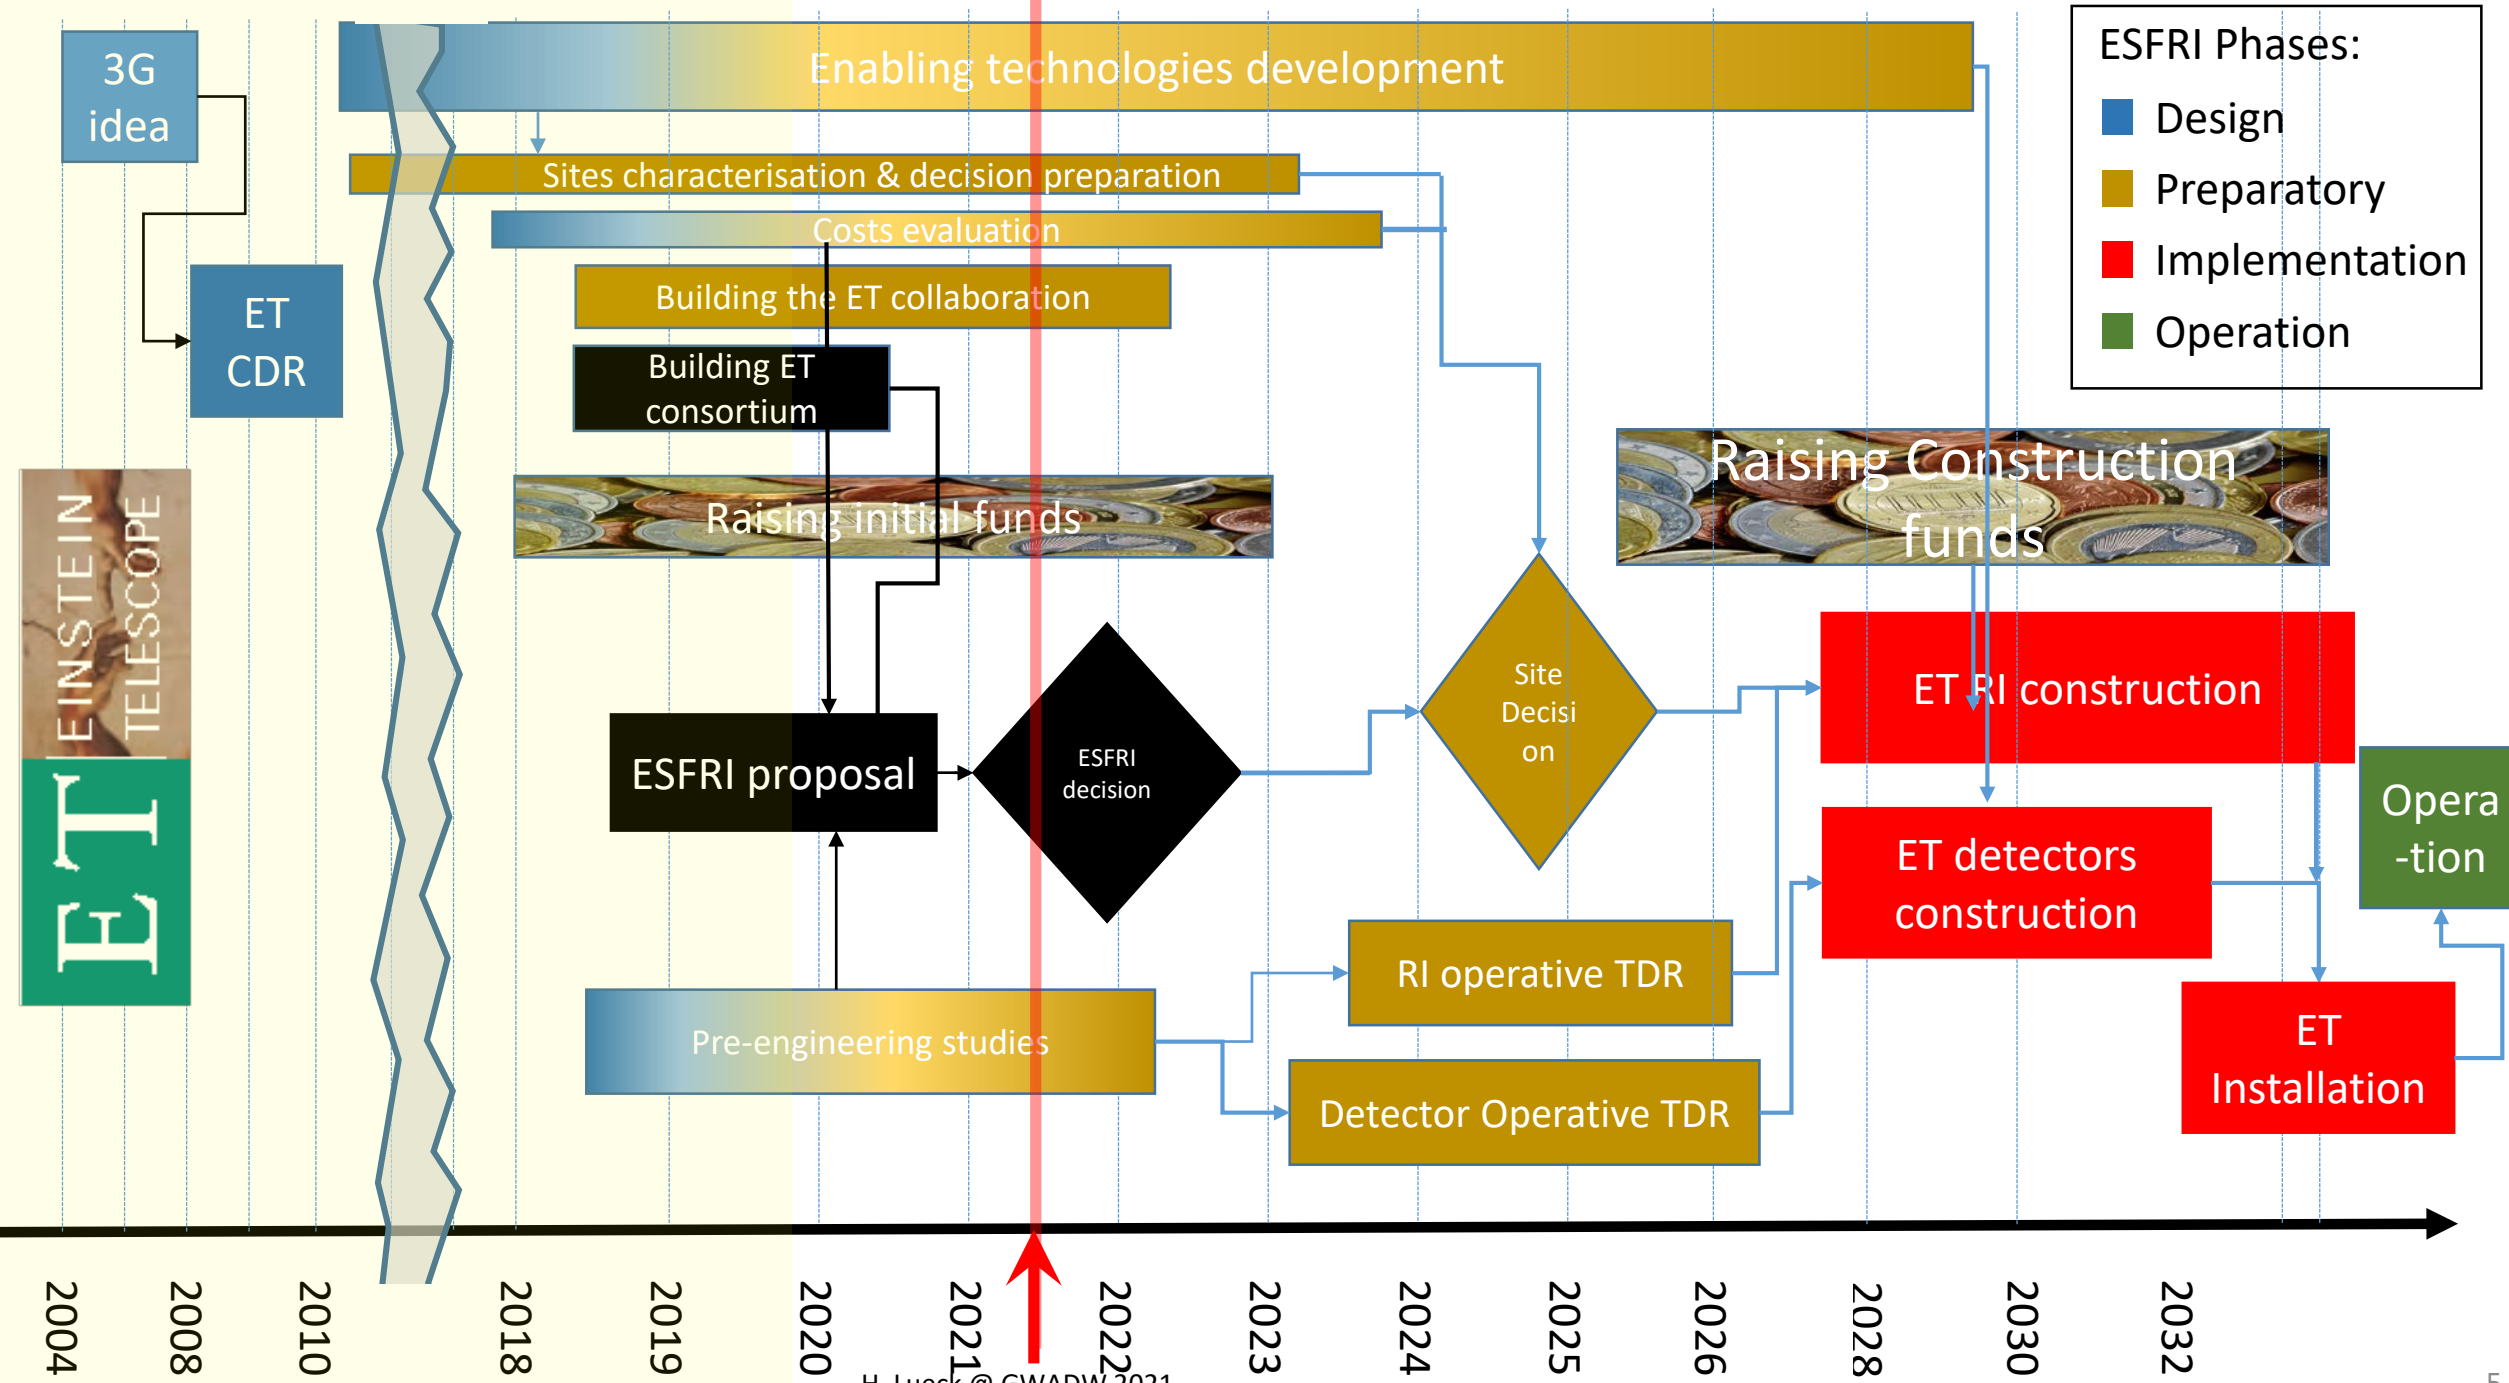 3G
idea
Enabling technologies development
ESFRI Phases:
Design
Preparatory
Implementation
Operation
Sites characterisation & decision preparation
Costs evaluation
ET
CDR
Building the ET collaboration
Building ET
consortium
Raising initial funds
Raising Construction
funds
EINSTEIN
TELESCOPE
ET
ESFRI proposal
ESFRI
decision
Site
Decisi
on
ET RI construction
Opera
-tion
ET detectors
construction
RI operative TDR
Pre-engineering studies
Detector Operative TDR
ET
Installation
2004
2008
2010
2018
2019
2020
2021
2022
2023
2024
2025
2026
2028
2030
2032
H. Lueck @ GWADW 2021
5